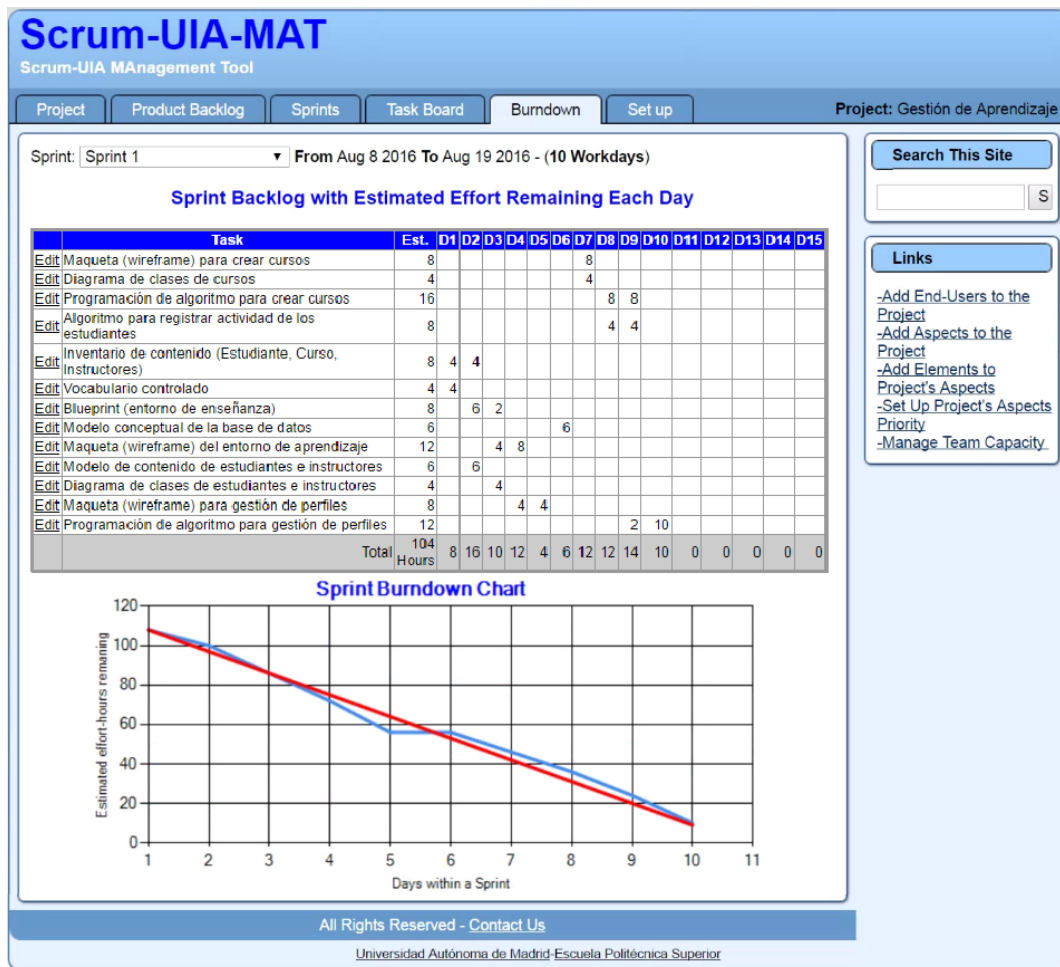 Scrum-UIA-MAT
Scrum-UIA MAnagement Tool
Project Product Backlog Sprints Task Board Burndown Set up Project: Gestión de Aprendizaje
Sprint: Sprint 1 From Aug 8 2016 To Aug 19 2016 - (10 Workdays)
Sprint Backlog with Estimated Effort Remaining Each Day
Task Est. D1 D2 D3 D4 D5 D6 D7 D8 D9 D10 D11 D12 D13 D14 D15
Edit Maqueta (wireframe) para crear cursos 8 8
Edit Diagrama de clases de cursos 4 4
Edit Programación de algoritmo para crear cursos 16 8 8
Edit Algoritmo para registrar actividad de los
estudiantes 8 4 4
Edit Inventario de contenido (Estudiante, Curso,
Instructores) 8 4 4
Edit Vocabulario controlado 4 4
Edit Blueprint (entorno de enseñanza) 8 6 2
Edit Modelo conceptual de la base de datos 6 6
Edit Maqueta (wireframe) del entorno de aprendizaje 12 4 8
Edit Modelo de contenido de estudiantes e instructores 6 6
Edit Diagrama de clases de estudiantes e instructores 4 4
Edit Maqueta (wireframe) para gestión de perfiles 8 4 4
Edit Programación de algoritmo para gestión de perfiles 12 2 10
Total 104
Hours 8 16 10 12 4 6 12 12 14 10 0 0 0 0 0
Sprint Burndown Chart
Estimated effort-hours remaning
120
100
80
60
40
20
0
1 2 3 4 5 6 7 8 9 10 11
Days within a Sprint
Search This Site
S
Links
-Add End-Users to the
Project
-Add Aspects to the
Project
-Add Elements to
Project's Aspects
-Set Up Project's Aspects
Priority
-Manage Team Capacity
All Rights Reserved - Contact Us
Universidad Autónoma de Madrid-Escuela Politécnica Superior